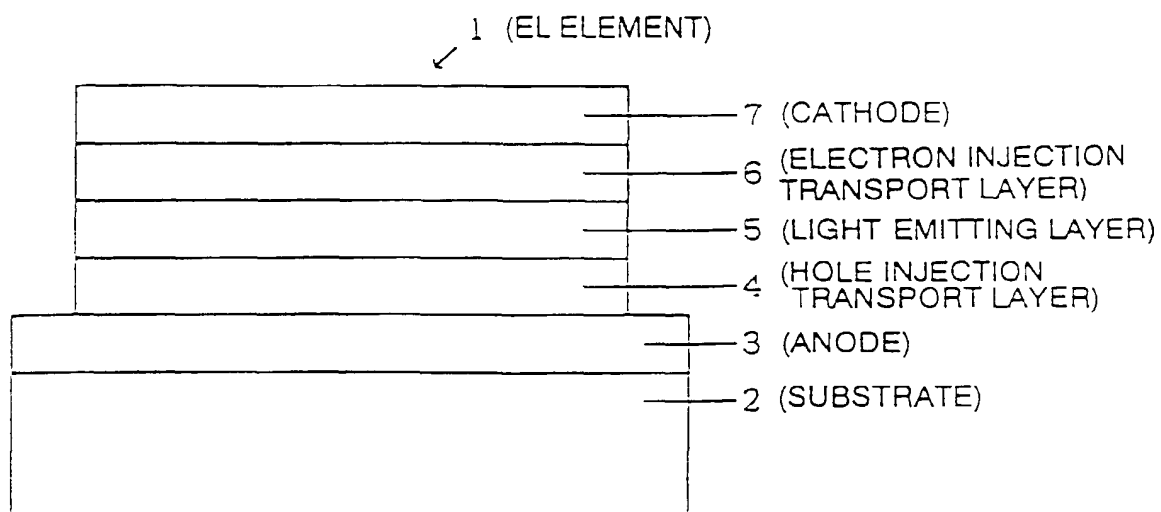 1 (EL ELEMENT)
7 (CATHODE)
6 (ELECTRON INJECTION
TRANSPORT LAYER)
5 (LIGHT EMITTING LAYER)
4 (HOLE INJECTION
TRANSPORT LAYER)
3 (ANODE)
2 (SUBSTRATE)